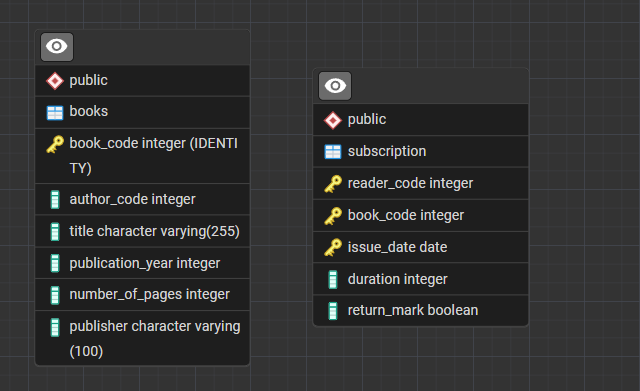 public
books
book_code integer (IDENTI
TY)
author_code integer
title character varying(255)
publication_year integer
number_of_pages integer
publisher character varying
(100)
public
subscription
reader_code integer
book_code integer
issue_date date
duration integer
return_mark boolean